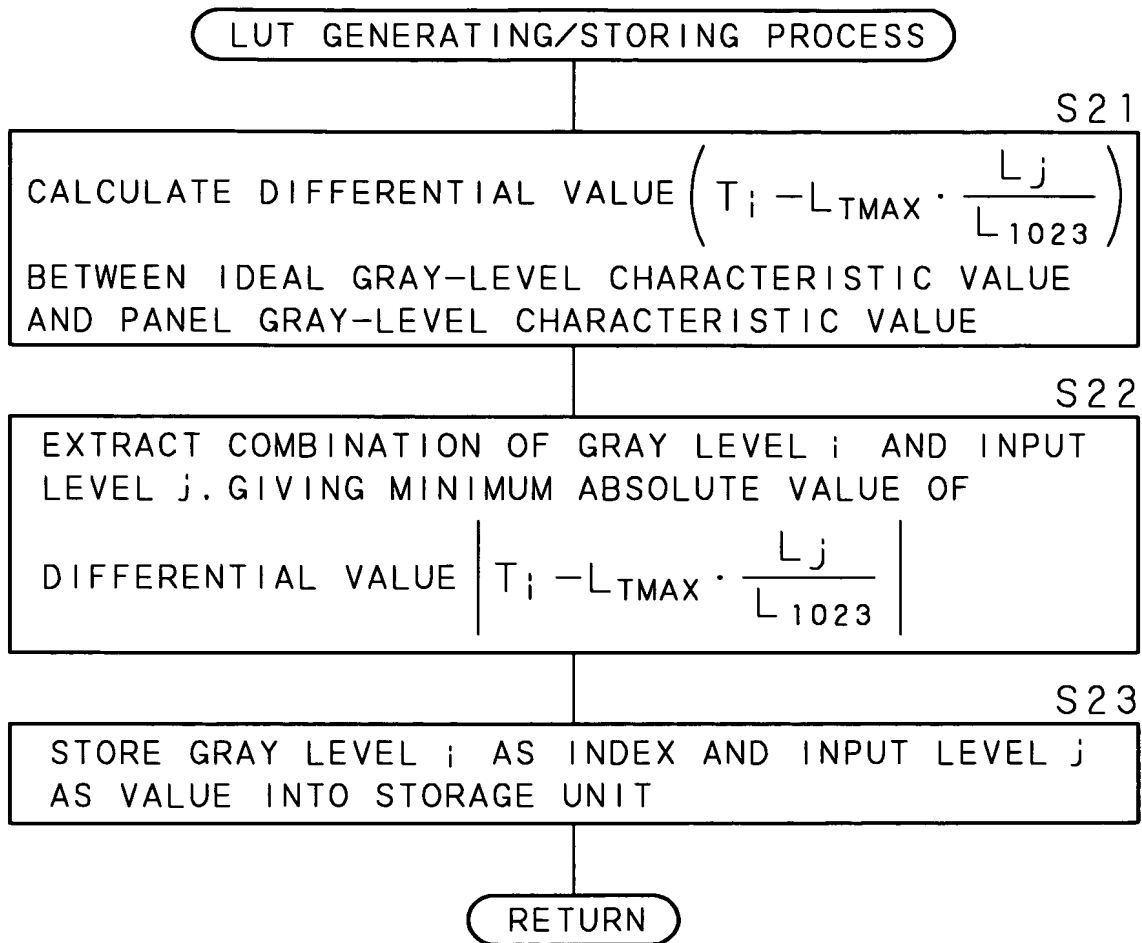 LUT GENERATING/STORING PROCESS
S21
CALCULATE DIFFERENTIAL VALUE (Ti − LTMAX · Lj / L1023)
BETWEEN IDEAL GRAY−LEVEL CHARACTERISTIC VALUE
AND PANEL GRAY−LEVEL CHARACTERISTIC VALUE
S22
EXTRACT COMBINATION OF GRAY LEVEL i AND INPUT
LEVEL j. GIVING MINIMUM ABSOLUTE VALUE OF
DIFFERENTIAL VALUE |Ti − LTMAX · Lj / L1023|
S23
STORE GRAY LEVEL i AS INDEX AND INPUT LEVEL j
AS VALUE INTO STORAGE UNIT
RETURN